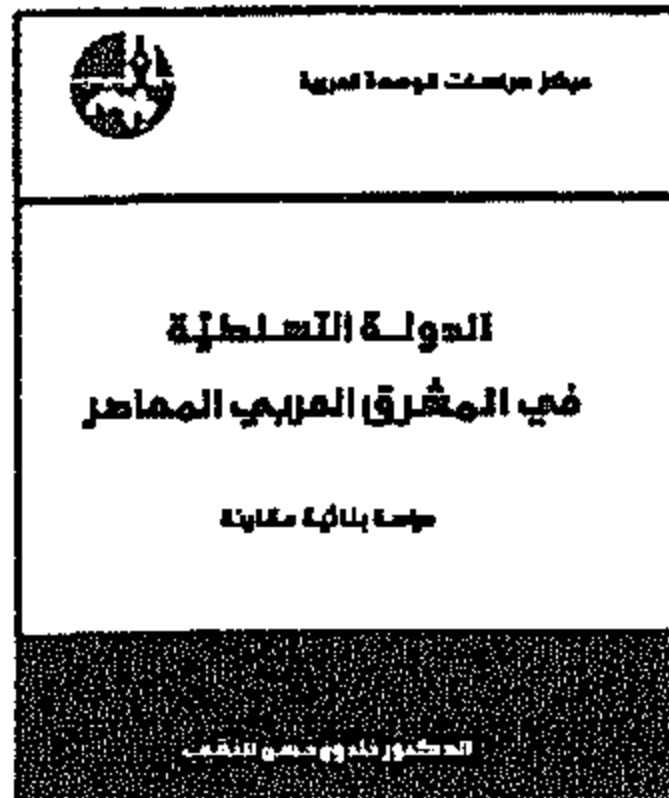 مركز دراسات الوحدة العربية
الدولة التسلطية
في المشرق العربي المعاصر
دراسة بنائية مقارنة
الدكتور خلدون حسن النقيب